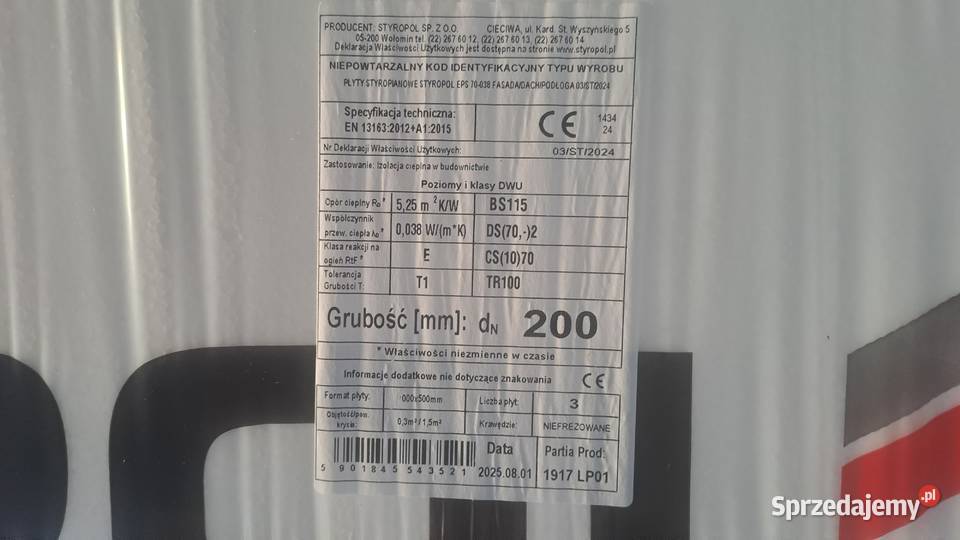 PRODUCENT: STYROPOL SP. Z O.O. CIECIWA, ul. Kard. St. Wyszyńskiego 5
05-200 Wołomin tel. (22) 267 60 12, (22) 267 60 13, (22) 267 60 14
Deklaracja Właściwości Użytkowych jest dostępna na stronie www.styropol.pl
NIEPOWTARZALNY KOD IDENTYFIKACYJNY TYPU WYROBU
PŁYTY STYROPIANOWE STYROPOL EPS 70-038 FASADA/DACH/PODŁOGA 03/ST/2024
Specyfikacja techniczna:
EN 13163:2012+A1:2015
CE
1434
24
Nr Deklaracji Właściwości Użytkowych: 03/ST/2024
Zastosowanie: Izolacja cieplna w budownictwie
Poziomy i klasy DWU
Opór cieplny RD* 5,25 m²K/W BS115
Współczynnik
przew. ciepła λD* 0,038 W/(m*K) DS(70,-)2
Klasa reakcji na
ogień RtF* E CS(10)70
Tolerancja
Grubości T: T1 TR100
Grubość [mm]: dN 200
* Właściwości niezmienne w czasie
Informacje dodatkowe nie dotyczące znakowania CE
Format płyty: 000x500mm Liczba płyt: 3
Objętość/pow.
krycia: 0,3m³/1,5m² Krawędzie: NIEFREZOWANE
5 901845 543521
Data
2025.08.01
Partia Prod:
1917 LP01
Sprzedajemy.pl